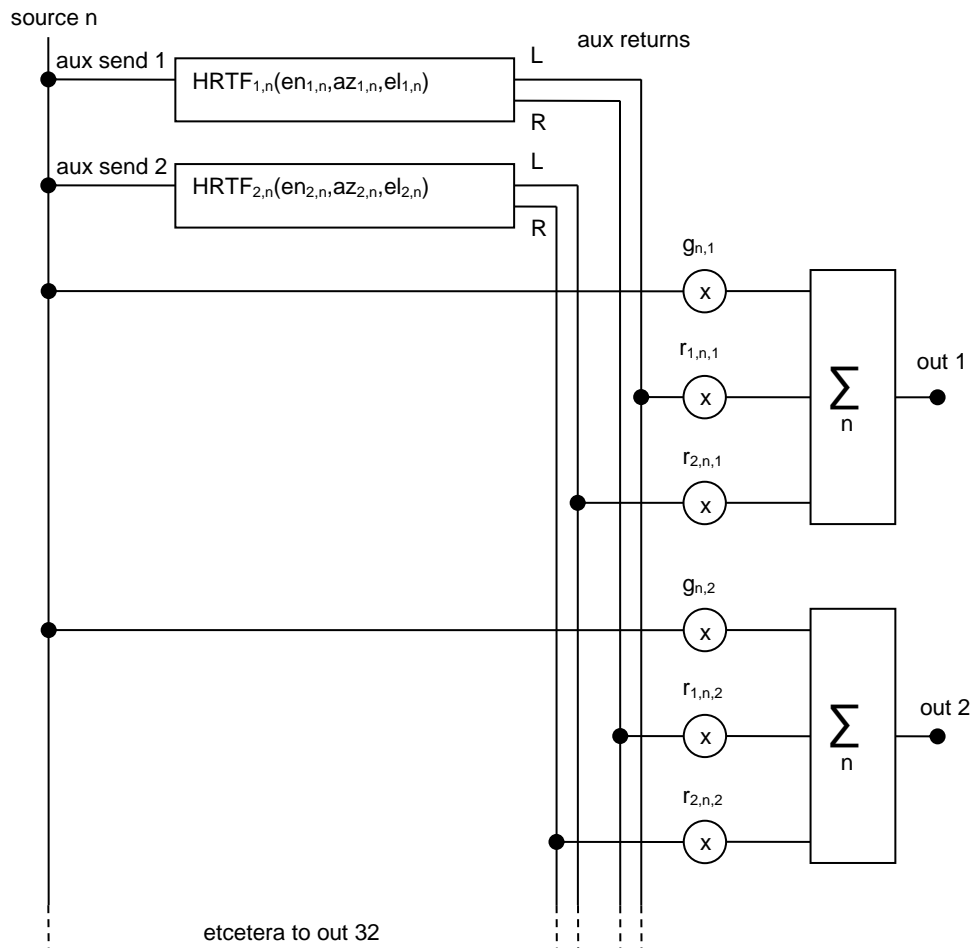 source n
aux send 1
HRTF1,n(en1,n,az1,n,el1,n)
L
aux returns
R
aux send 2
HRTF2,n(en2,n,az2,n,el2,n)
L
R
gn,1
x
r1,n,1
x
∑
n
out 1
r2,n,1
x
gn,2
x
r1,n,2
x
∑
n
out 2
r2,n,2
x
etcetera to out 32